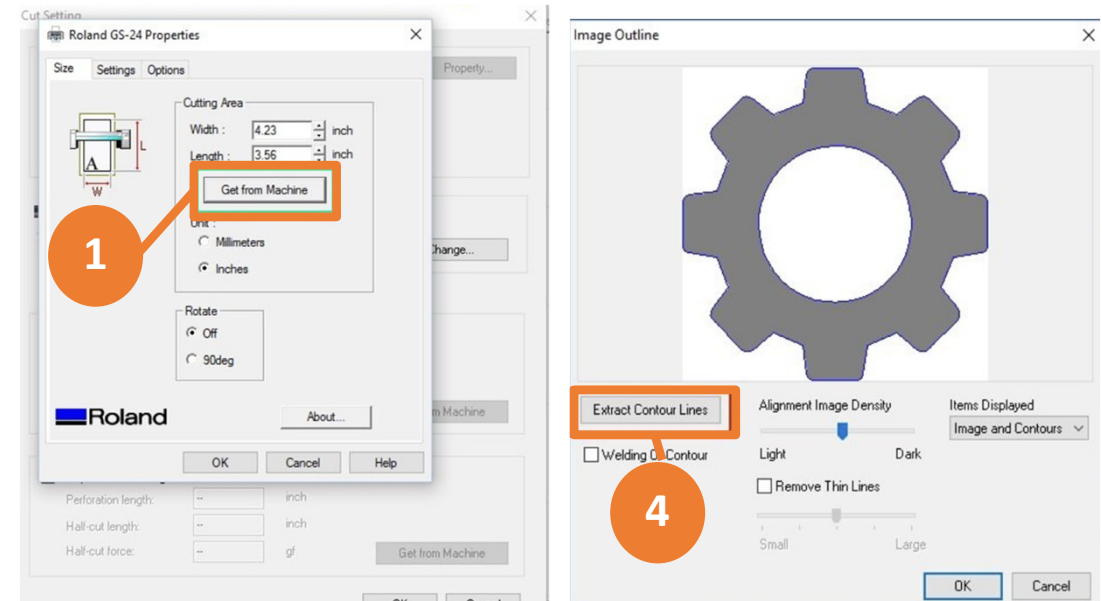 Cut Setting
Roland GS-24 Properties
Size Settings Options
Property...
Cutting Area
Width : 4.23 inch
Length : 3.56 inch
A
L
W
Get from Machine
1
Unit :
Millimeters
Inches
Change...
Rotate
Off
90deg
Roland
About...
OK Cancel Help
Perforation length: -- inch
Half-cut length: -- inch
Half-cut force: -- gf
Get from Machine
Image Outline
Extract Contour Lines
Alignment Image Density
Items Displayed
Image and Contours
Welding Of Contour
Light Dark
4
Remove Thin Lines
Small Large
OK Cancel